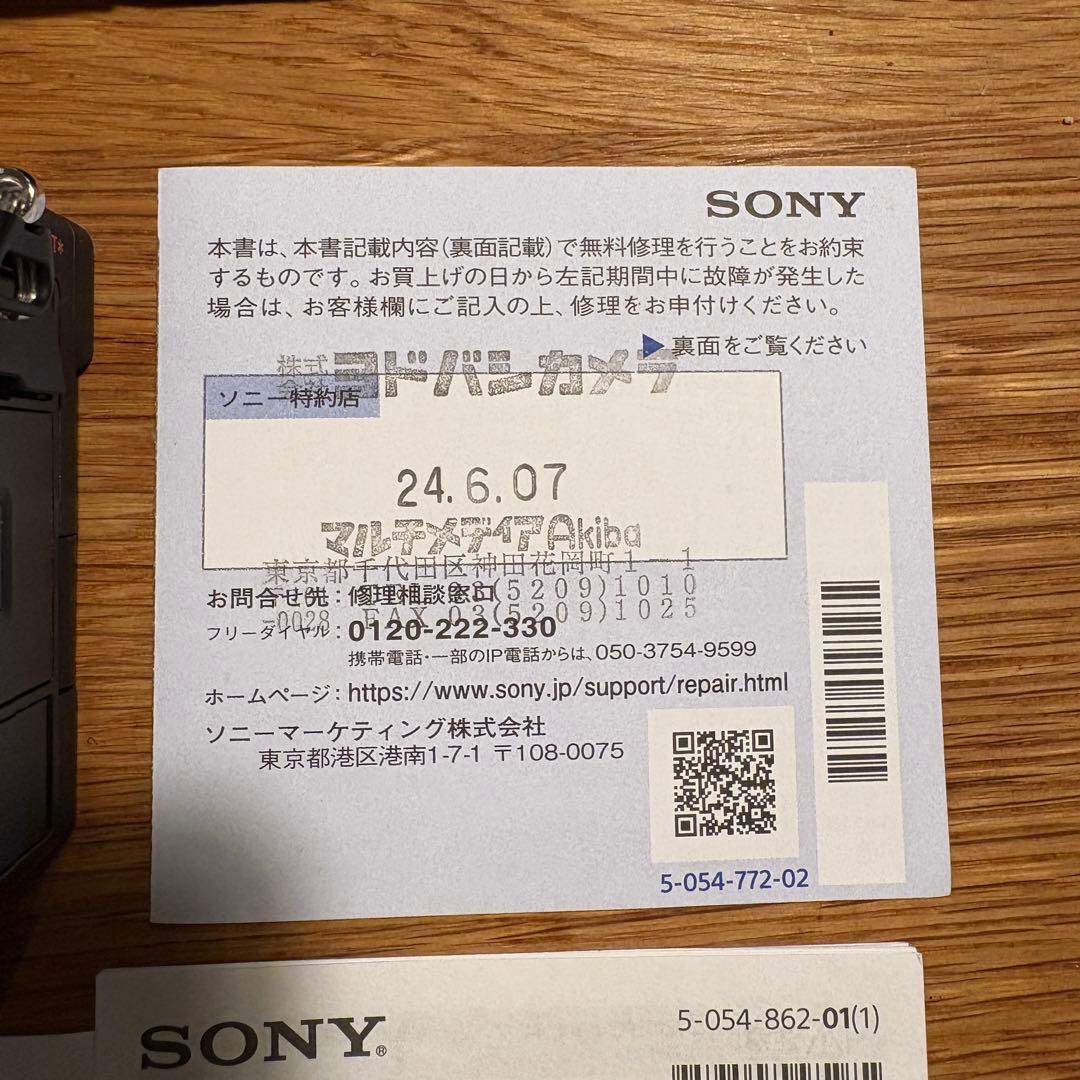 SONY
本書は、本書記載内容(裏面記載)で無料修理を行うことをお約束
するものです。お買上げの日から左記期間中に故障が発生した
場合は、お客様欄にご記入の上、修理をお申付けください。
▶裏面をご覧ください
株式会社ヨドバシカメラ
ソニー特約店
24.6.07
マルチメディアAkiba
東京都千代田区神田花岡町1-1
03(5209)1010
お問合せ先:修理相談窓口
-0028 FAX 03(5209)1025
フリーダイヤル:0120-222-330
携帯電話・一部のIP電話からは、050-3754-9599
ホームページ:https://www.sony.jp/support/repair.html
ソニーマーケティング株式会社
東京都港区港南1-7-1 〒108-0075
5-054-772-02
SONY®
5-054-862-01(1)